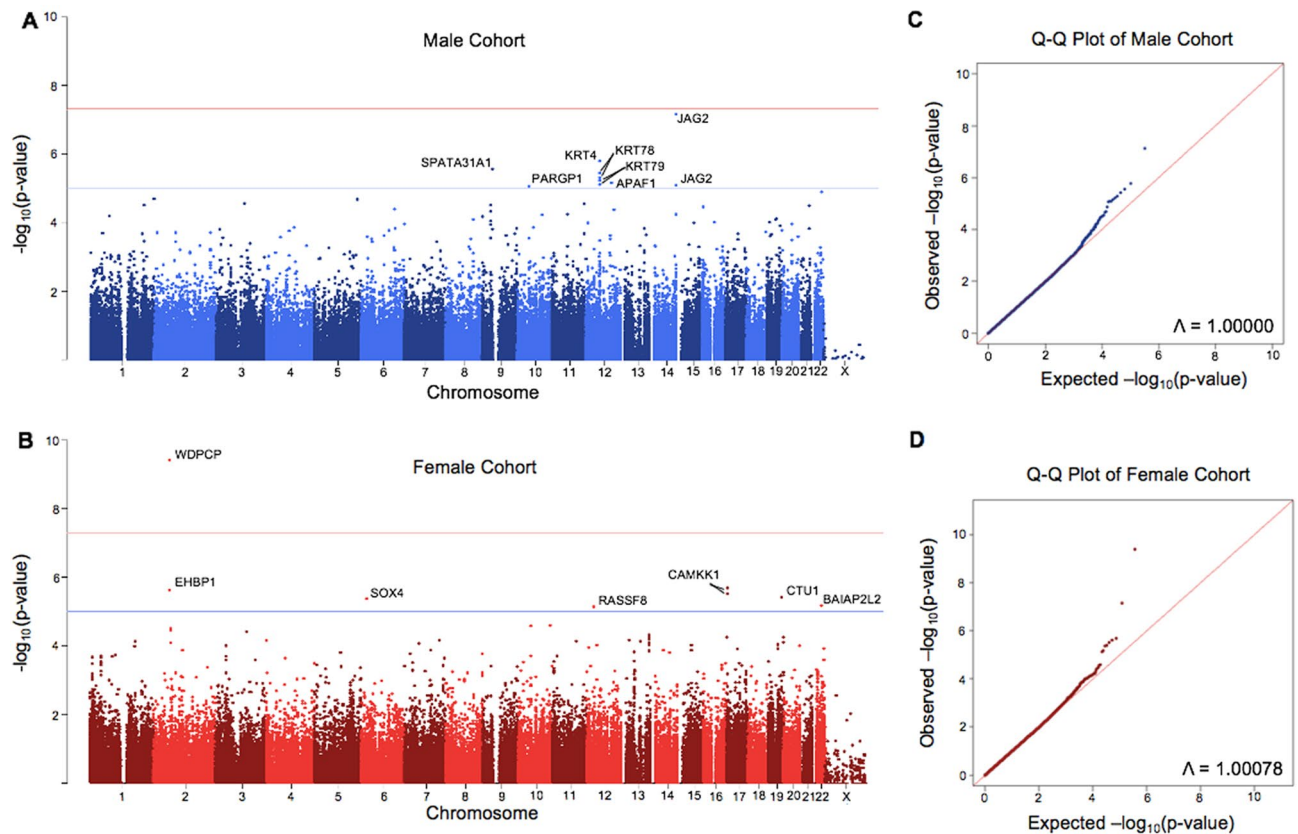 A
Male Cohort
10
8
6
4
2
-log10(p-value)
JAG2
KRT78
KRT4
KRT79
SPATA31A1
PARGP1
APAF1
JAG2
1 2 3 4 5 6 7 8 9 10 11 12 13 14 15 16 17 18 19 20 2122 X
Chromosome
B
Female Cohort
10
8
6
4
2
-log10(p-value)
WDPCP
EHBP1
SOX4
RASSF8
CAMKK1
CTU1
BAIAP2L2
1 2 3 4 5 6 7 8 9 10 11 12 13 14 15 16 17 18 19 20 2122 X
Chromosome
C
Q-Q Plot of Male Cohort
10
8
6
4
2
0
Observed –log10(p-value)
Λ = 1.00000
0 2 4 6 8 10
Expected –log10(p-value)
D
Q-Q Plot of Female Cohort
10
8
6
4
2
0
Observed –log10(p-value)
Λ = 1.00078
0 2 4 6 8 10
Expected –log10(p-value)